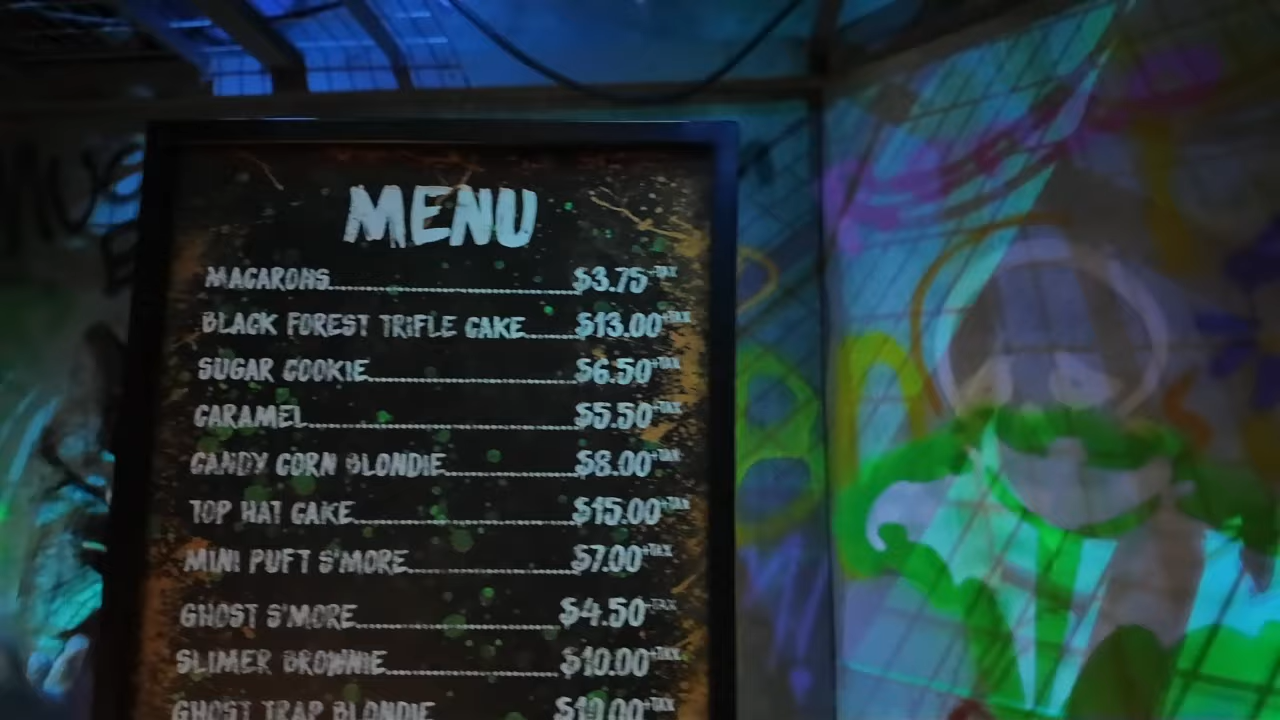 MENU
MACARONS $3.75+TAX
BLACK FOREST TRIFLE CAKE $13.00+TAX
SUGAR COOKIE $6.50+TAX
CARAMEL $5.50+TAX
CANDY CORN BLONDIE $8.00+TAX
TOP HAT CAKE $15.00+TAX
MINI PUFT S'MORE $7.00+TAX
GHOST S'MORE $4.50+TAX
SLIMER BROWNIE $10.00+TAX
GHOST TRAP BLONDIE $10.00+TAX